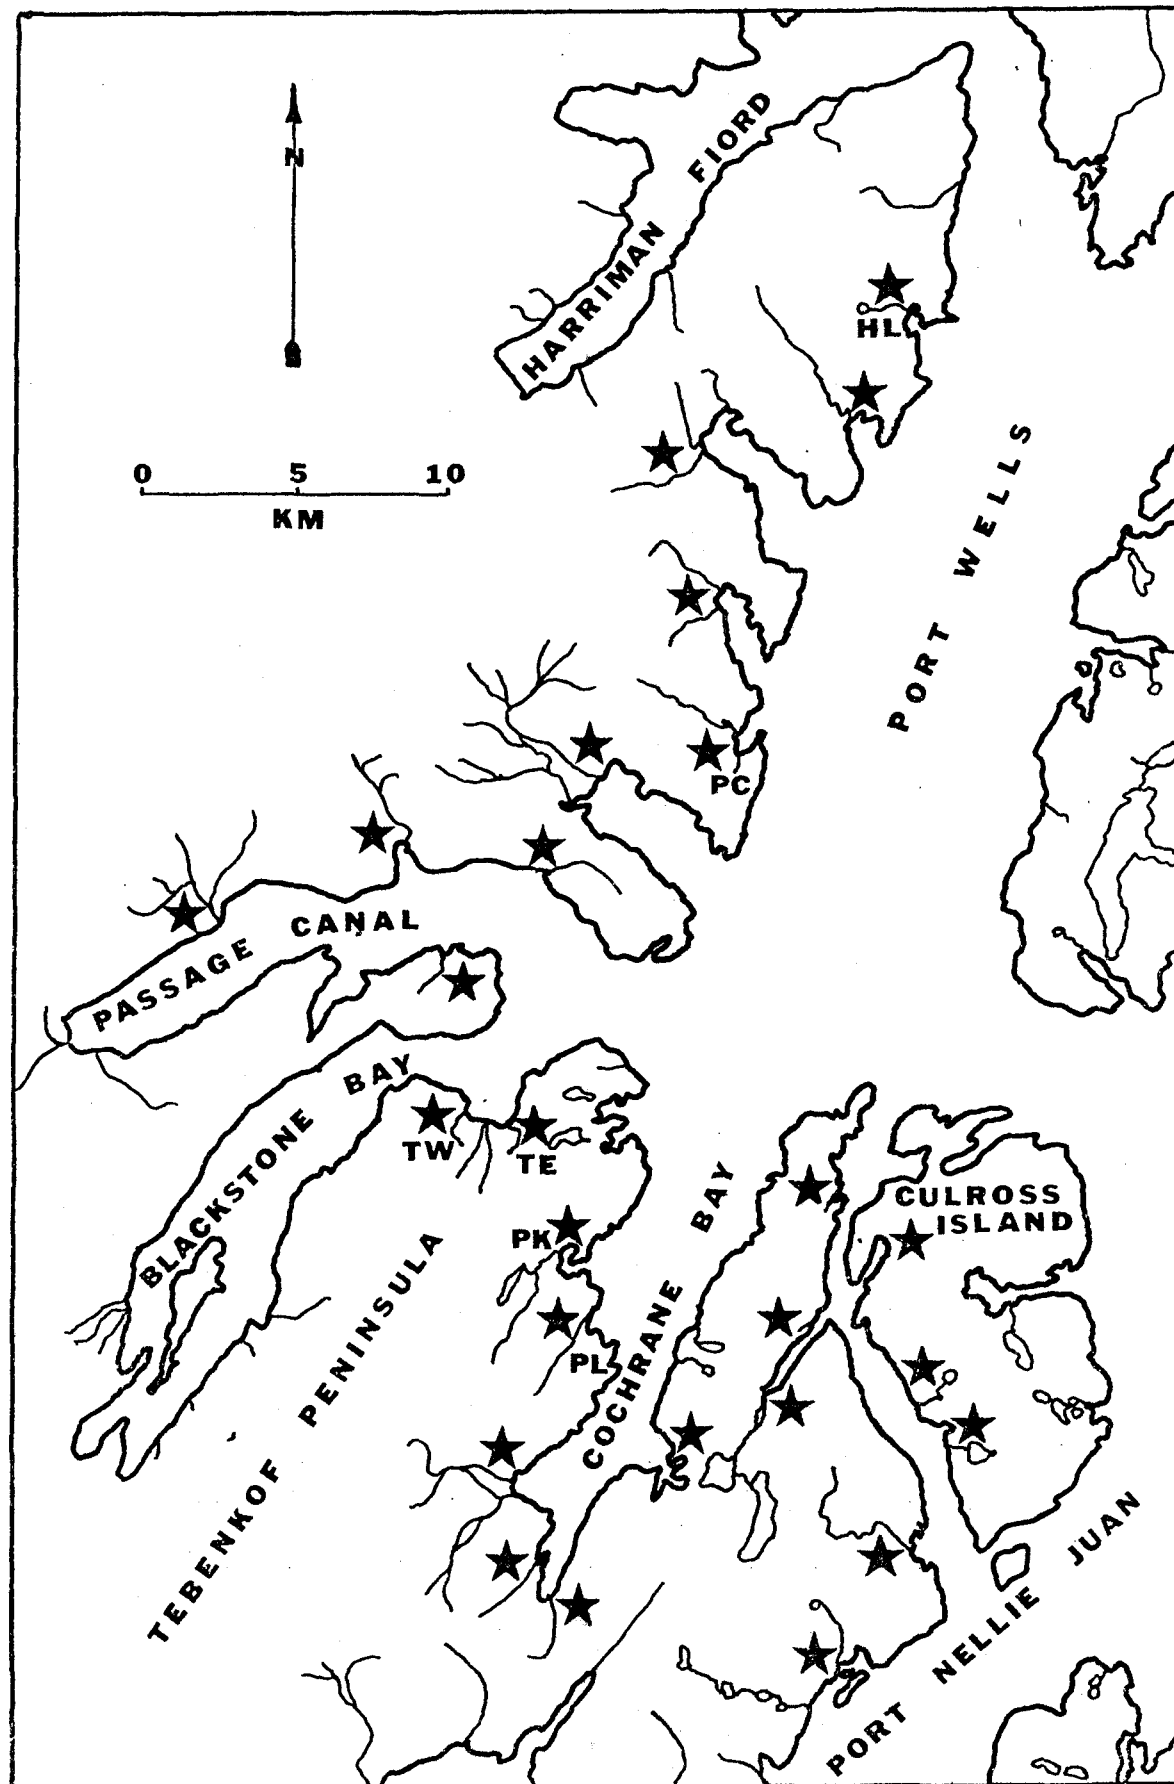 N
HARRIMAN FIORD
HL
0 5 10
KM
PORT WELLS
PC
PASSAGE CANAL
BLACKSTONE BAY
TW
TE
CULROSS
ISLAND
PK
PL
COCHRANE BAY
TEBENKOF PENINSULA
PORT NELLIE JUAN